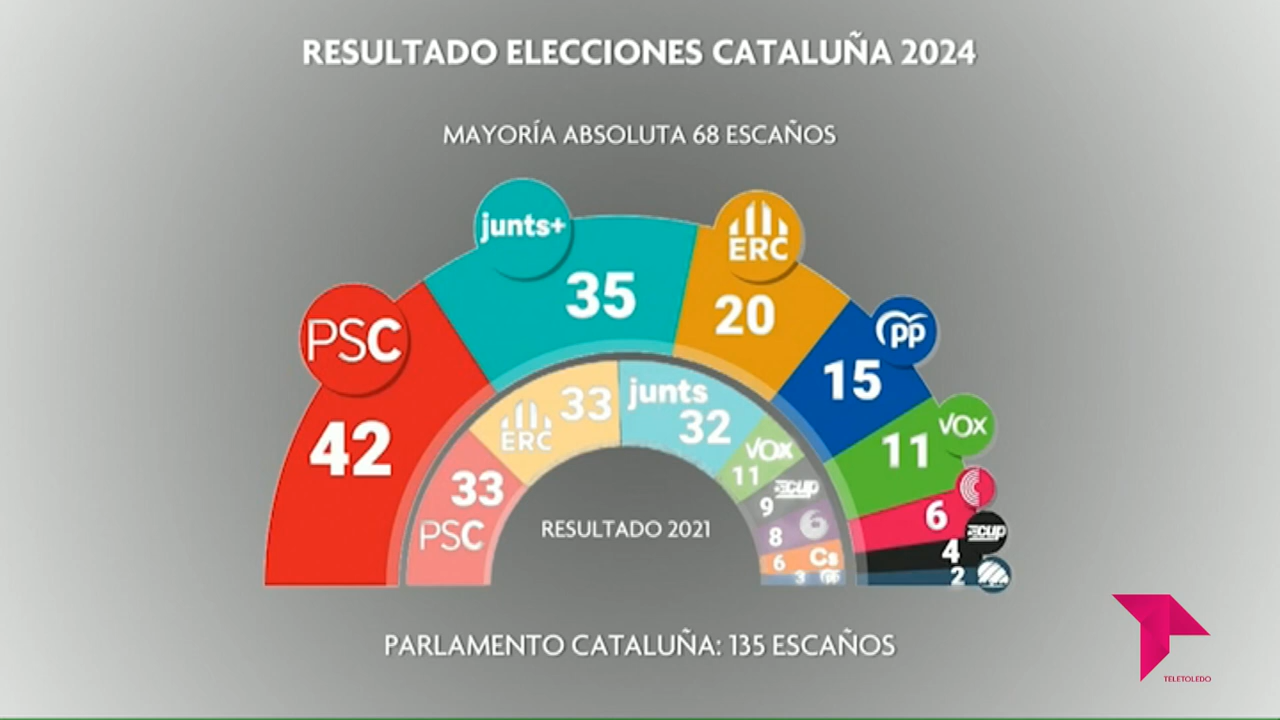 RESULTADO ELECCIONES CATALUÑA 2024
MAYORÍA ABSOLUTA 68 ESCAÑOS
junts+
35
ERC
20
PSC
42
pp
15
VOX
11
6
cup
4
2
PSC
33
ERC
33
junts
32
VOX
11
cup
9
8
Cs
6
3
RESULTADO 2021
PARLAMENTO CATALUÑA: 135 ESCAÑOS
TELETOLEDO